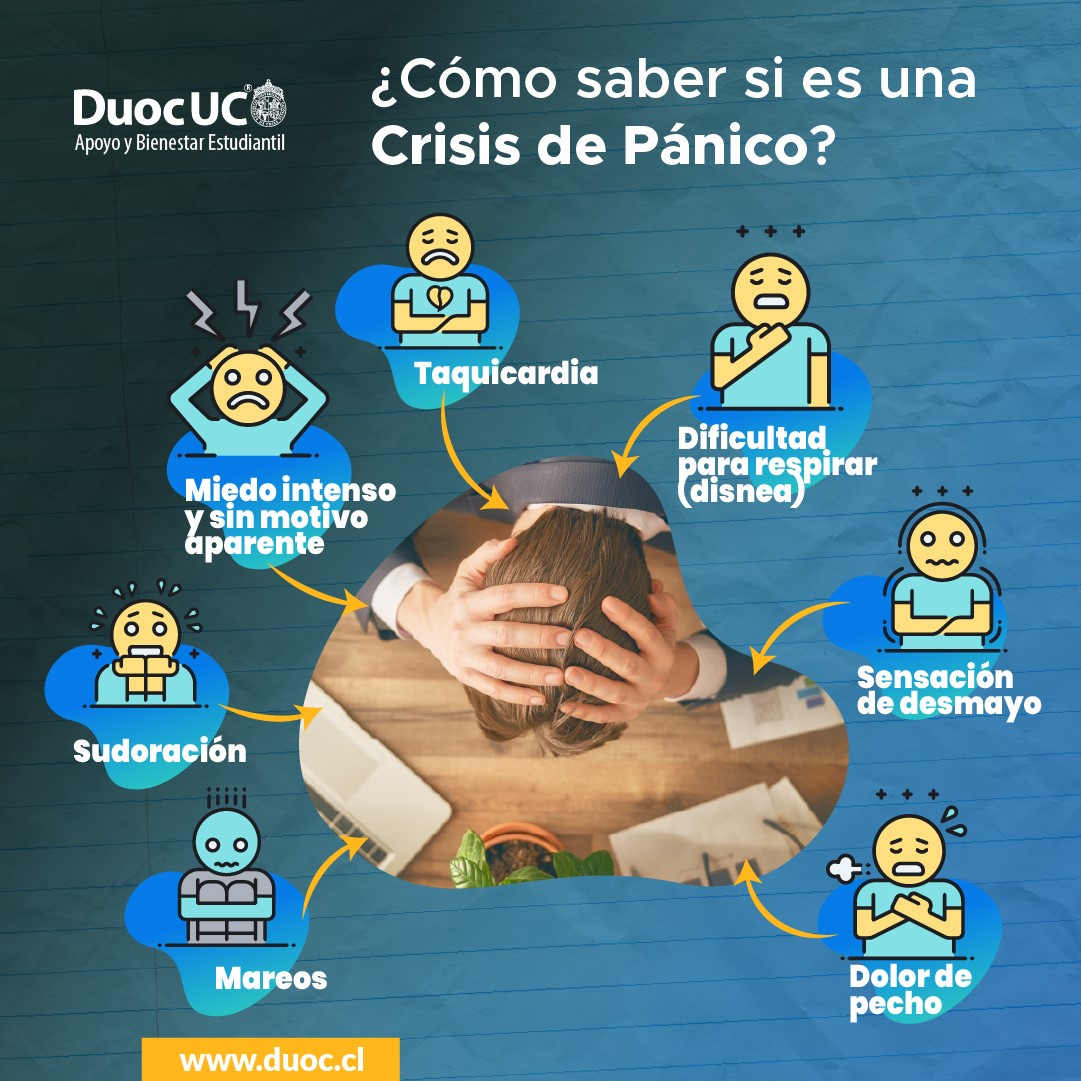 DuocUC®
Apoyo y Bienestar Estudiantil
¿Cómo saber si es una
Crisis de Pánico?
Taquicardia
Dificultad
para respirar
(disnea)
Miedo intenso
y sin motivo
aparente
Sensación
de desmayo
Sudoración
Mareos
Dolor de
pecho
www.duoc.cl